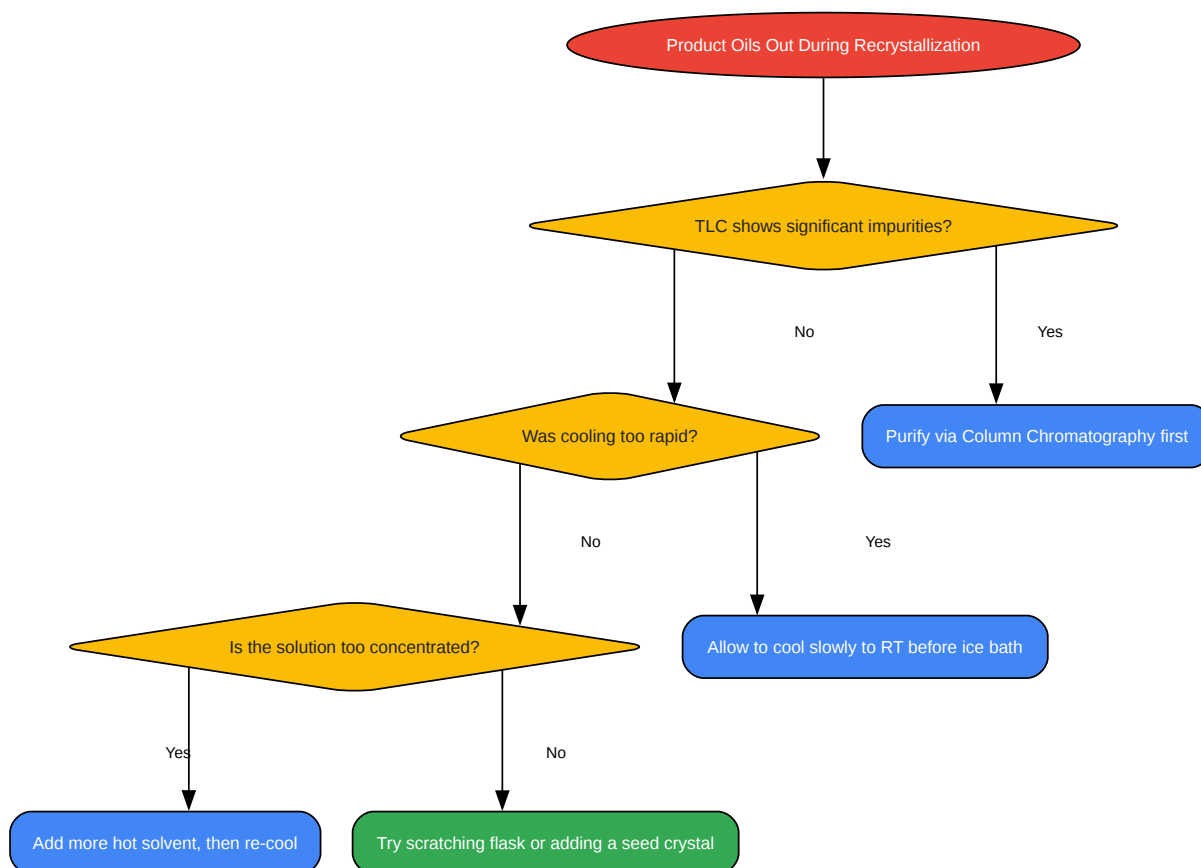 Product Oils Out During Recrystallization
TLC shows significant impurities?
No
Yes
Was cooling too rapid?
Purify via Column Chromatography first
No
Yes
Is the solution too concentrated?
Allow to cool slowly to RT before ice bath
Yes
No
Add more hot solvent, then re-cool
Try scratching flask or adding a seed crystal